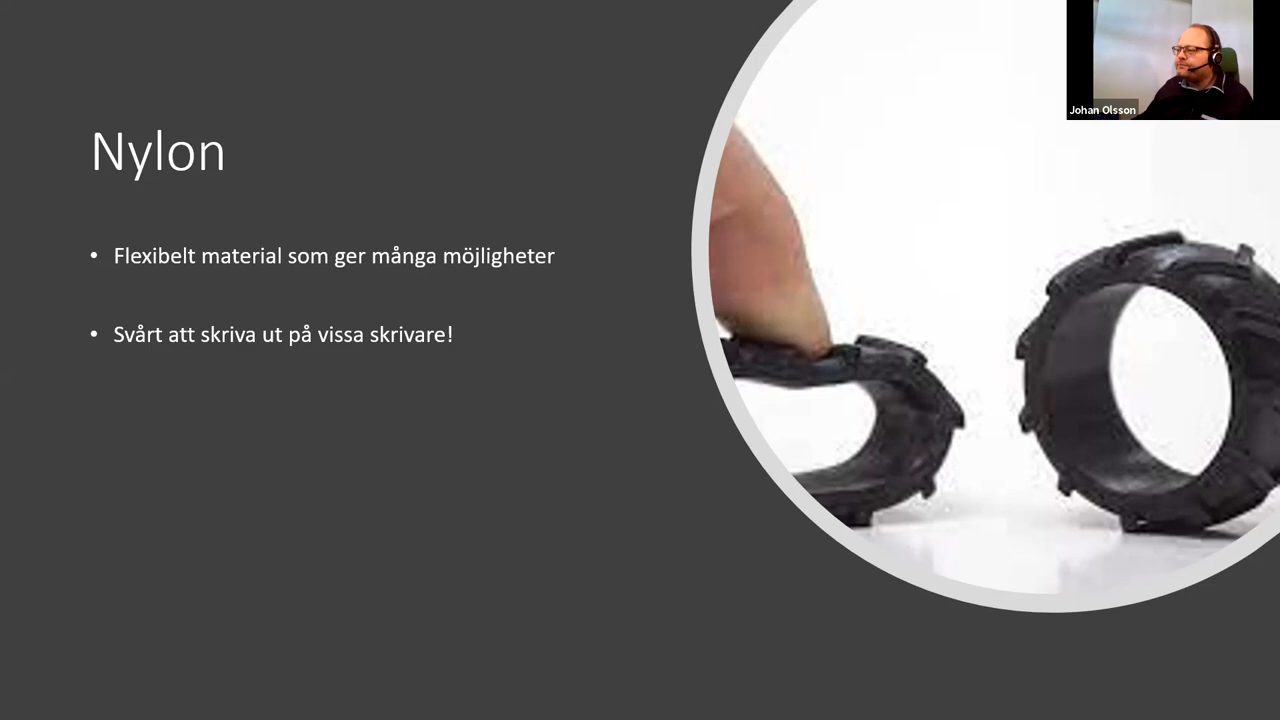 Johan Olsson
Nylon
• Flexibelt material som ger många möjligheter
• Svårt att skriva ut på vissa skrivare!